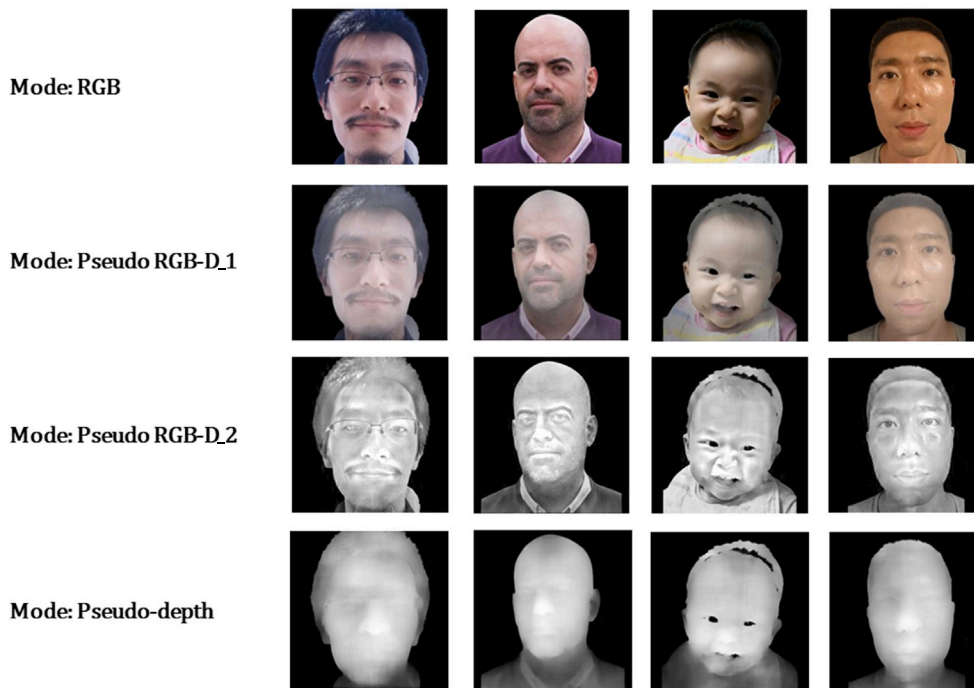 Mode: RGB
Mode: Pseudo RGB-D_1
Mode: Pseudo RGB-D_2
Mode: Pseudo-depth